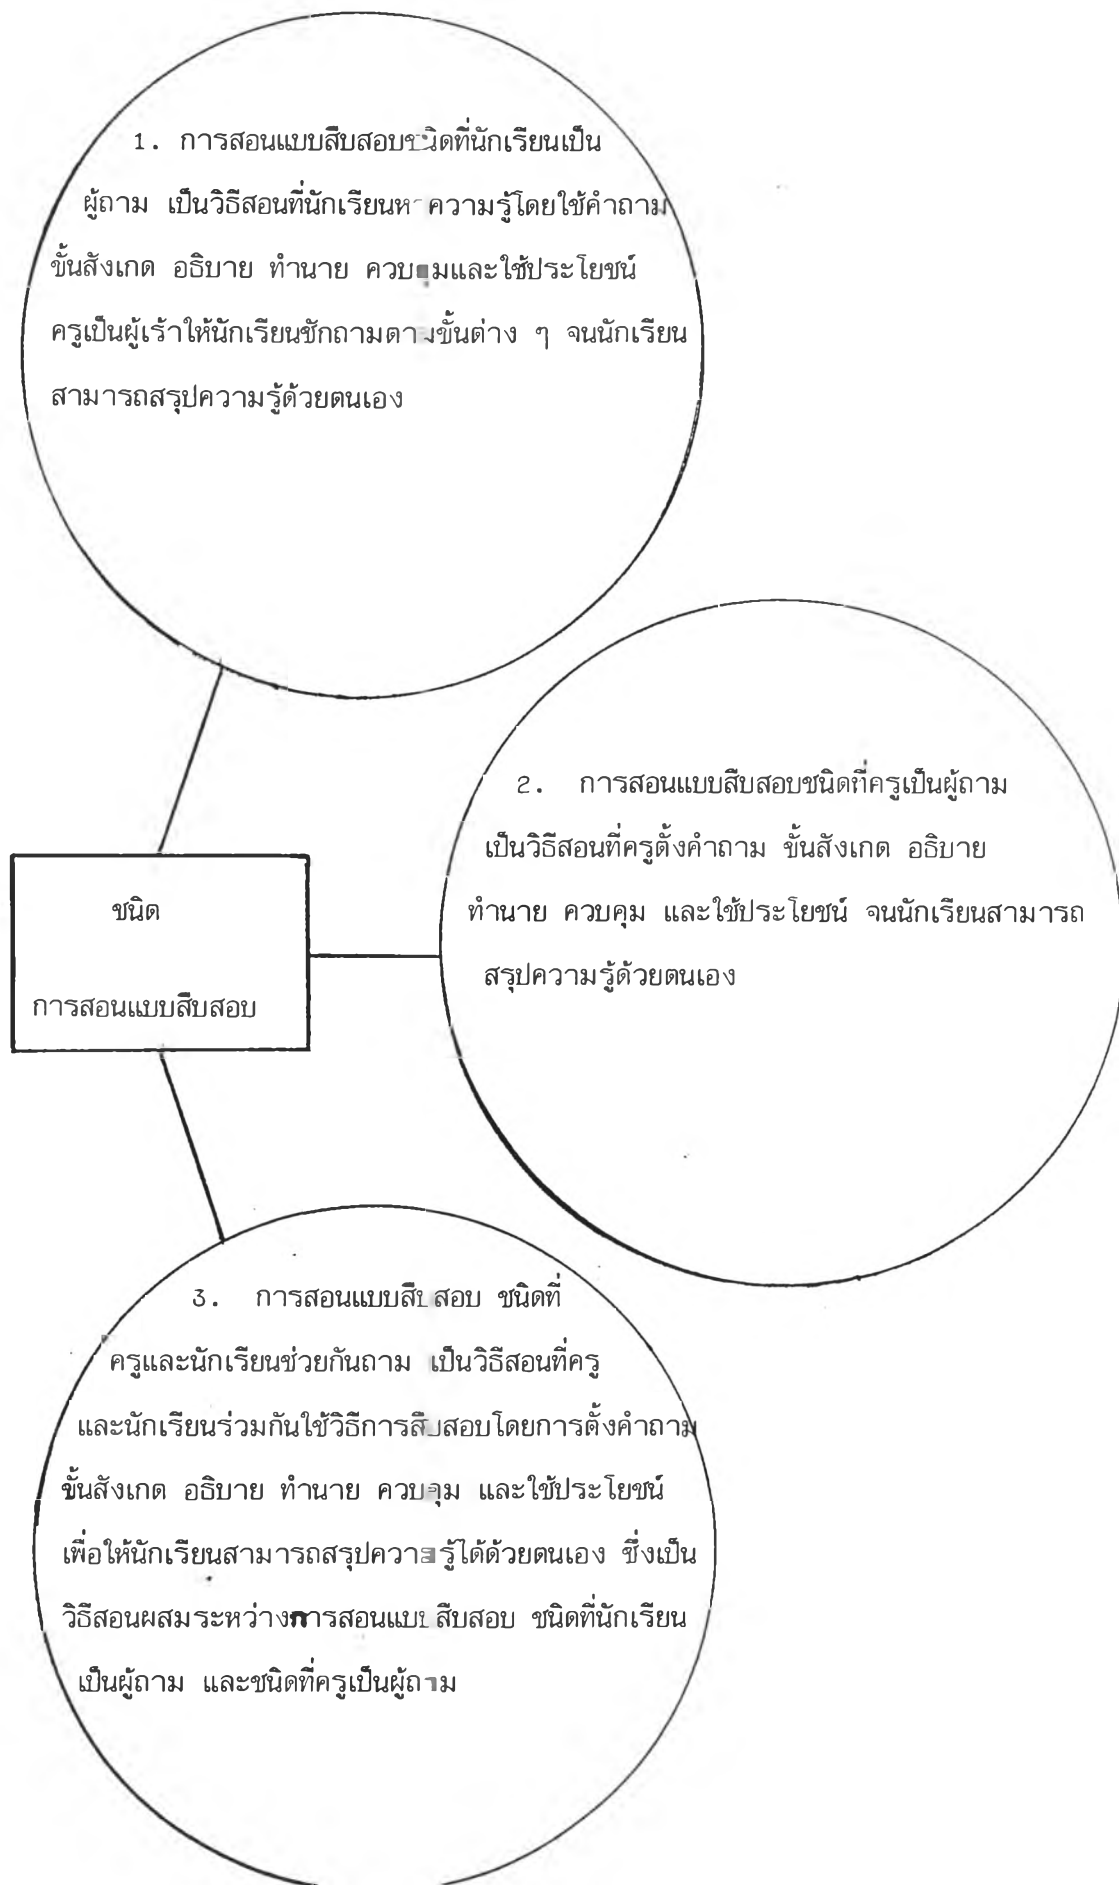 1. การสอนแบบสืบสอบชนิดที่นักเรียนเป็น
ผู้ถาม เป็นวิธีสอนที่นักเรียนหาความรู้โดยใช้คำถาม
ขั้นสังเกต อธิบาย ทำนาย ควบคุมและใช้ประโยชน์
ครูเป็นผู้เร้าให้นักเรียนซักถามตามขั้นต่าง ๆ จนนักเรียน
สามารถสรุปความรู้ด้วยตนเอง
2. การสอนแบบสืบสอบชนิดที่ครูเป็นผู้ถาม
เป็นวิธีสอนที่ครูตั้งคำถาม ขั้นสังเกต อธิบาย
ทำนาย ควบคุม และใช้ประโยชน์ จนนักเรียนสามารถ
สรุปความรู้ด้วยตนเอง
ชนิด
การสอนแบบสืบสอบ
3. การสอนแบบสืบสอบ ชนิดที่
ครูและนักเรียนช่วยกันถาม เป็นวิธีสอนที่ครู
และนักเรียนร่วมกันใช้วิธีการสืบสอบโดยการตั้งคำถาม
ขั้นสังเกต อธิบาย ทำนาย ควบคุม และใช้ประโยชน์
เพื่อให้นักเรียนสามารถสรุปความรู้ได้ด้วยตนเอง ซึ่งเป็น
วิธีสอนผสมระหว่างการสอนแบบสืบสอบ ชนิดที่นักเรียน
เป็นผู้ถาม และชนิดที่ครูเป็นผู้ถาม